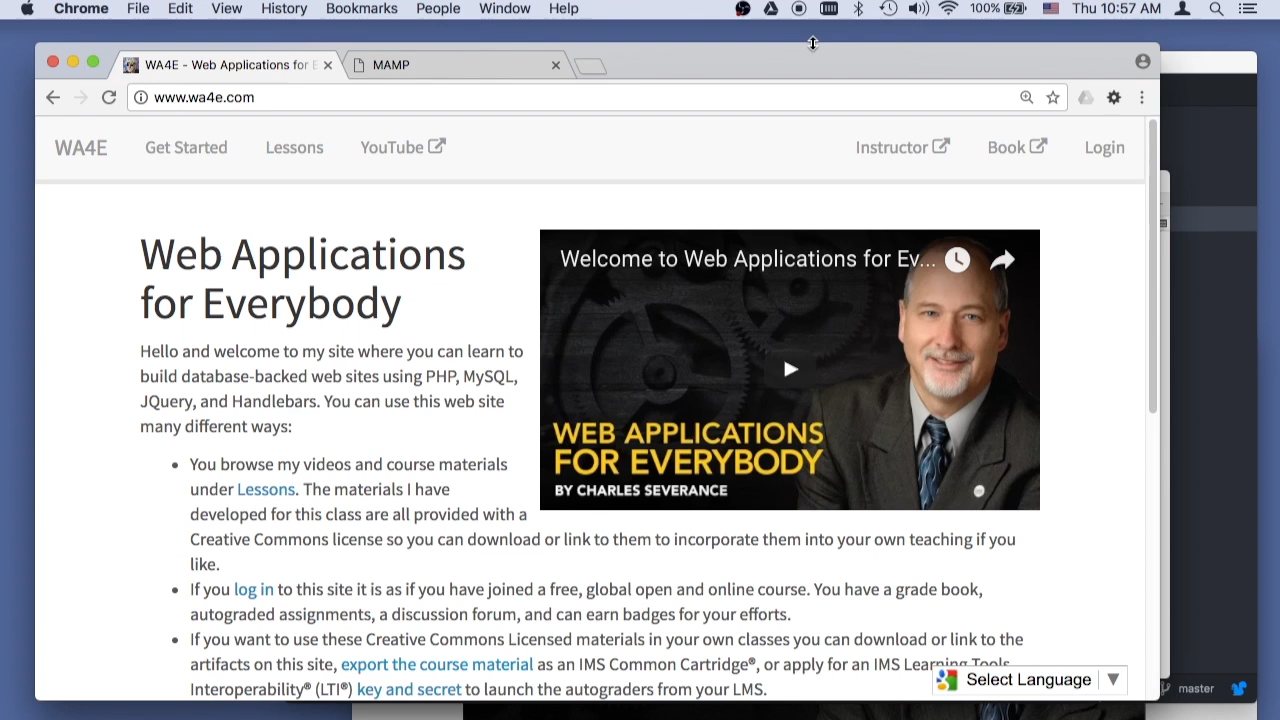 Chrome File Edit View History Bookmarks People Window Help 100% Thu 10:57 AM
WA4E - Web Applications for E MAMP
www.wa4e.com
WA4E Get Started Lessons YouTube Instructor Book Login
Web Applications
for Everybody
Hello and welcome to my site where you can learn to
build database-backed web sites using PHP, MySQL,
JQuery, and Handlebars. You can use this web site
many different ways:
Welcome to Web Applications for Ev...
WEB APPLICATIONS
FOR EVERYBODY
BY CHARLES SEVERANCE
• You browse my videos and course materials
under Lessons. The materials I have
developed for this class are all provided with a
Creative Commons license so you can download or link to them to incorporate them into your own teaching if you
like.
• If you log in to this site it is as if you have joined a free, global open and online course. You have a grade book,
autograded assignments, a discussion forum, and can earn badges for your efforts.
• If you want to use these Creative Commons Licensed materials in your own classes you can download or link to the
artifacts on this site, export the course material as an IMS Common Cartridge®, or apply for an IMS Learning Tools
Interoperability® (LTI®) key and secret to launch the autograders from your LMS.
Select Language ▼
master